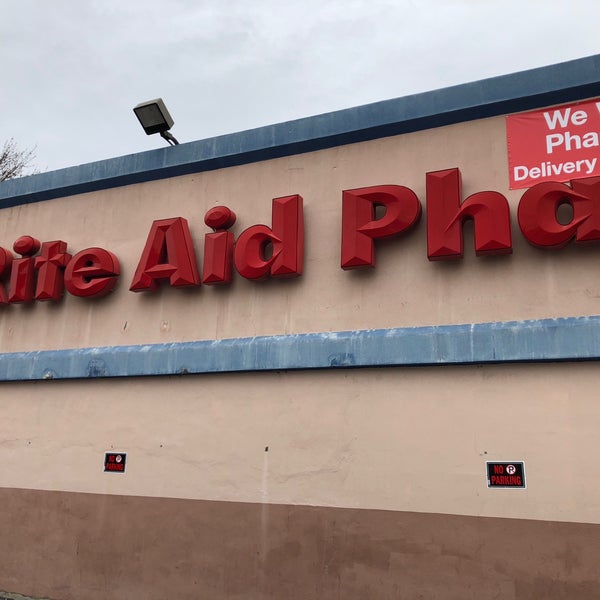 We W
Pha
Delivery
Rite Aid Pha
NO P
PARKING
NO P
PARKING